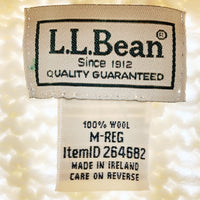 L.L.Bean®
Since 1912
QUALITY GUARANTEED
100% WOOL
M-REG
ItemID 264682
MADE IN IRELAND
CARE ON REVERSE